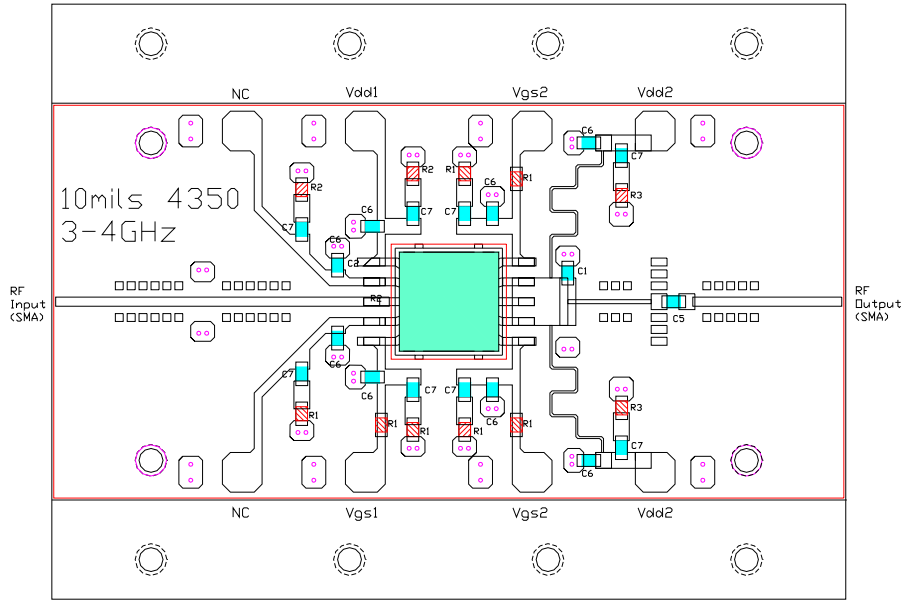 NC Vdd1 Vgs2 Vdd2
C6
C7
R2 R1
R2 R1 R3
10mils 4350
3-4GHz
C6
C6 C7 C7
C7
C6
C2 C1
RF
Input
(SMA)
R2
RF
Output
(SMA)
C5
C6
C7 C6 C7 C7
C6
R3
R1 R1 R1 R1 R1
C7
C6
NC Vgs1 Vgs2 Vdd2